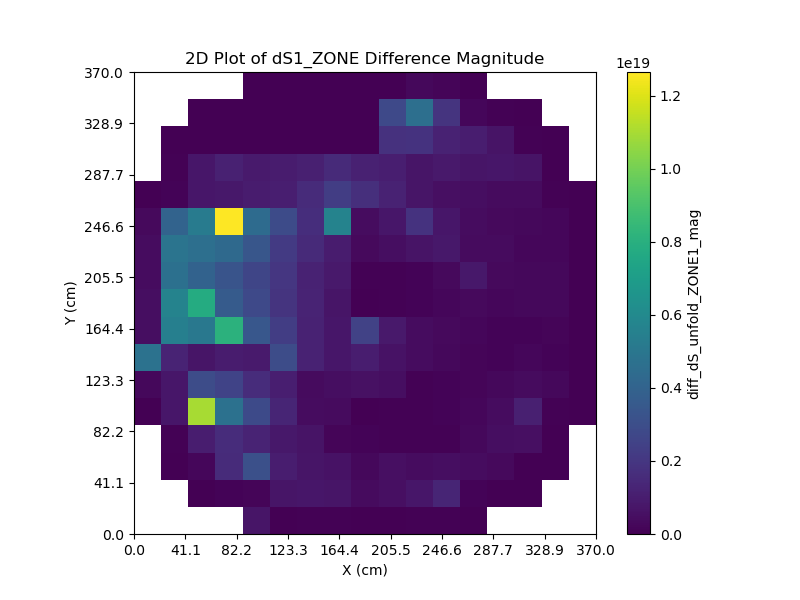 2D Plot of dS1_ZONE Difference Magnitude
1e19
370.0
328.9
287.7
246.6
205.5
164.4
123.3
82.2
41.1
0.0
Y (cm)
0.0 41.1 82.2 123.3 164.4 205.5 246.6 287.7 328.9 370.0
X (cm)
1.2
1.0
0.8
0.6
0.4
0.2
0.0
diff_dS_unfold_ZONE1_mag